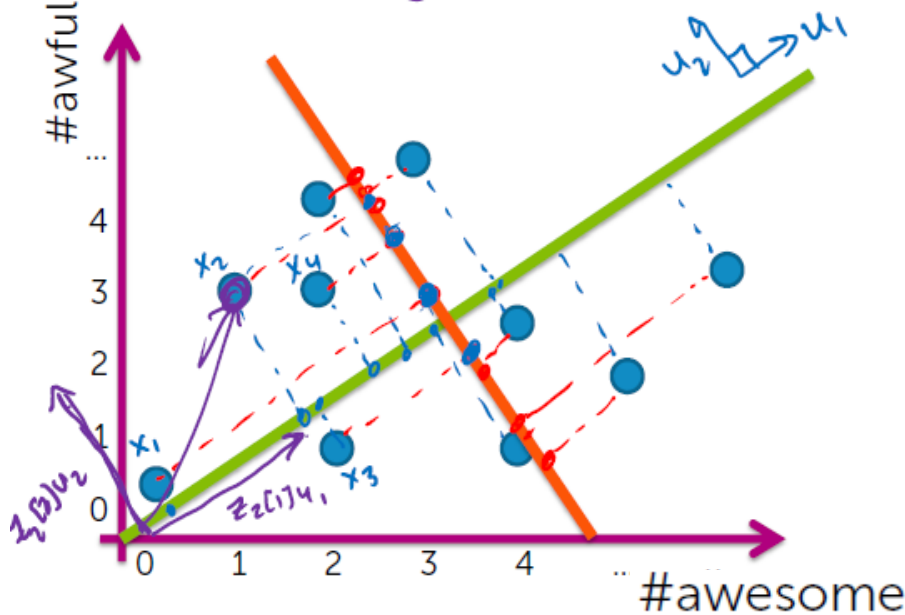 #awful
u2
u1
...
4
3
2
1
0
x2
x4
x1
x3
z2[1]u1
z2[2]u2
0 1 2 3 4 ..
#awesome